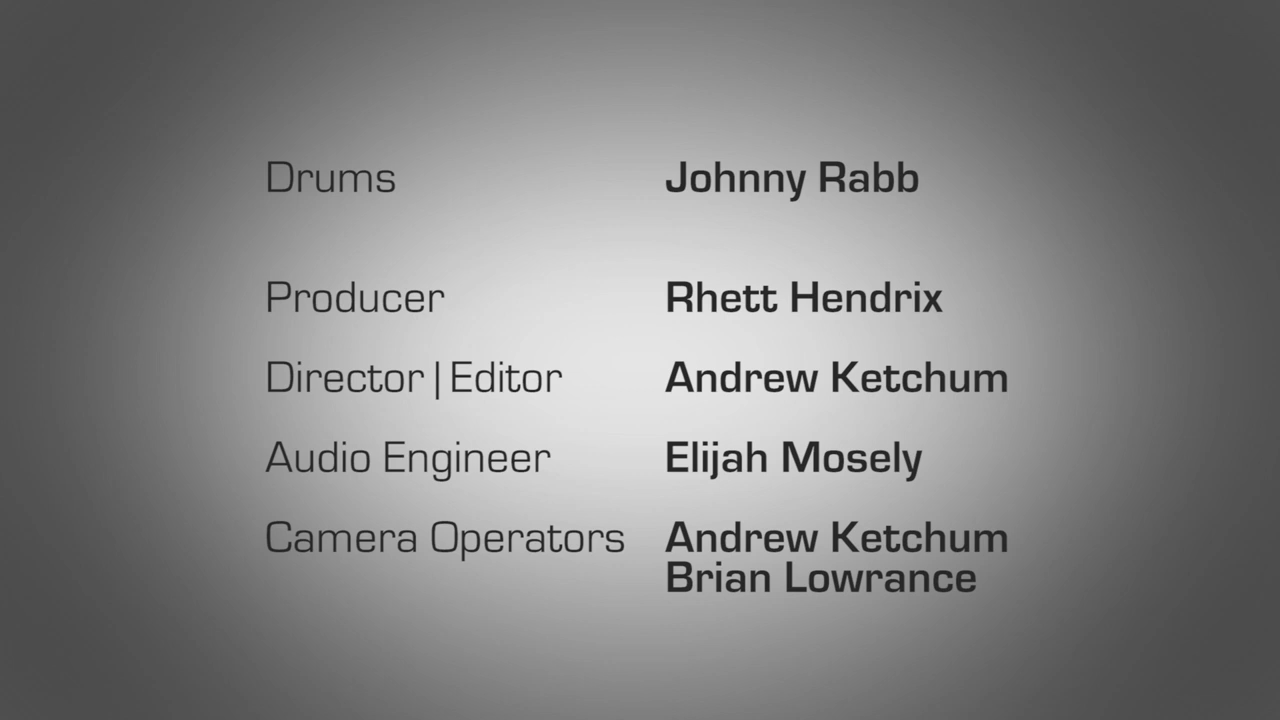 Drums Johnny Rabb
Producer Rhett Hendrix
Director | Editor Andrew Ketchum
Audio Engineer Elijah Mosely
Camera Operators Andrew Ketchum
Brian Lowrance